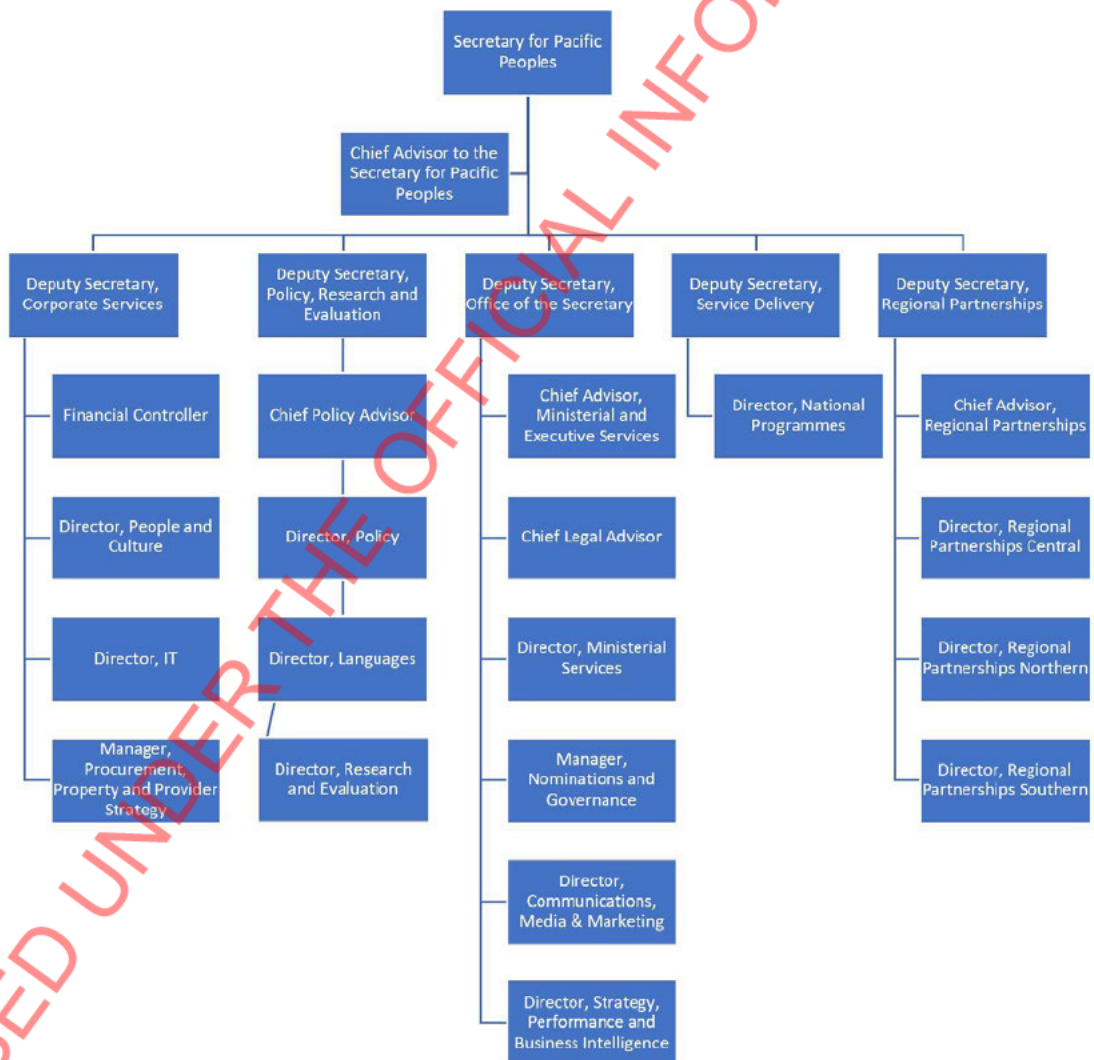 Secretary for Pacific
Peoples
Chief Advisor to the
Secretary for Pacific
Peoples
Deputy Secretary,
Corporate Services
Deputy Secretary,
Policy, Research and
Evaluation
Deputy Secretary,
Office of the Secretary
Deputy Secretary,
Service Delivery
Deputy Secretary,
Regional Partnerships
Financial Controller
Chief Policy Advisor
Chief Advisor,
Ministerial and
Executive Services
Director, National
Programmes
Chief Advisor,
Regional Partnerships
Director, People and
Culture
Director, Policy
Chief Legal Advisor
Director, Regional
Partnerships Central
Director, IT
Director, Languages
Director, Ministerial
Services
Director, Regional
Partnerships Northern
Manager,
Procurement,
Property and Provider
Strategy
Director, Research
and Evaluation
Manager,
Nominations and
Governance
Director, Regional
Partnerships Southern
Director,
Communications,
Media & Marketing
Director, Strategy,
Performance and
Business Intelligence
UNDER THE OFFICIAL